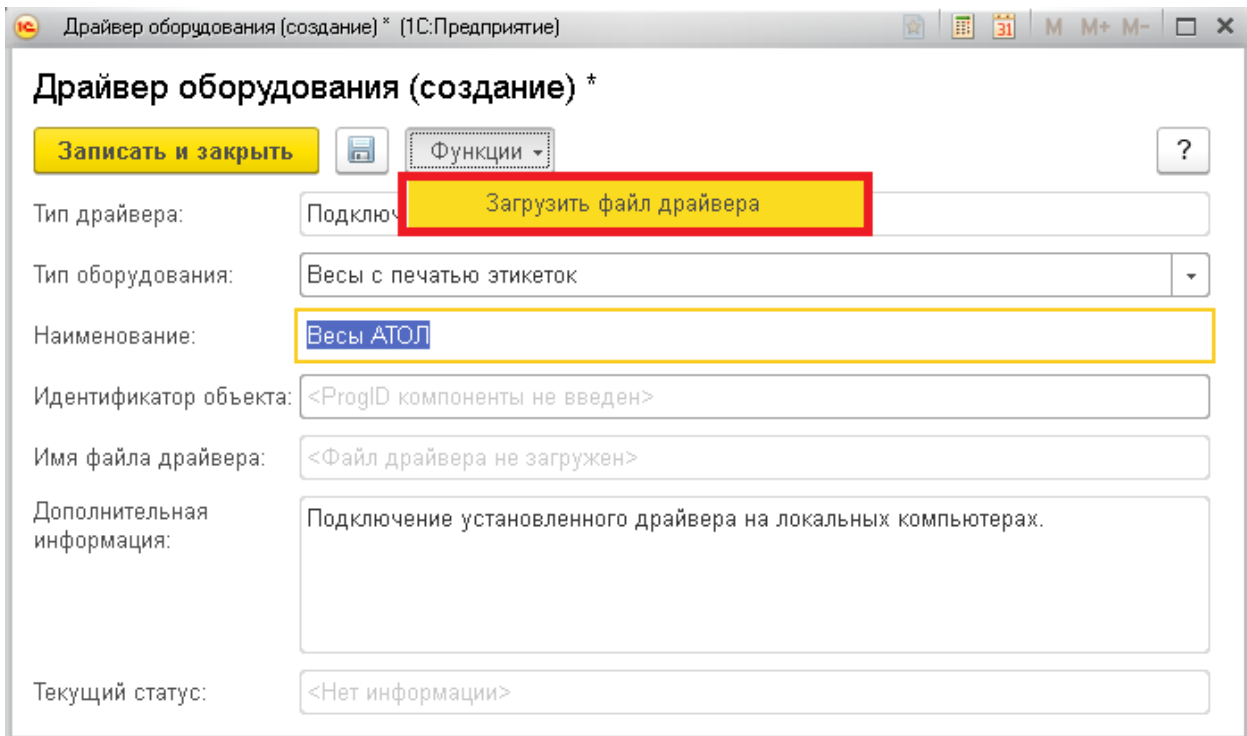 1С Драйвер оборудования (создание) * (1С:Предприятие) 31 M M+ M-
Драйвер оборудования (создание) *
Записать и закрыть Функции ?
Загрузить файл драйвера
Тип драйвера: Подключ
Тип оборудования: Весы с печатью этикеток
Наименование: Весы АТОЛ
Идентификатор объекта: <ProgID компоненты не введен>
Имя файла драйвера: <Файл драйвера не загружен>
Дополнительная Подключение установленного драйвера на локальных компьютерах.
информация:
Текущий статус: <Нет информации>